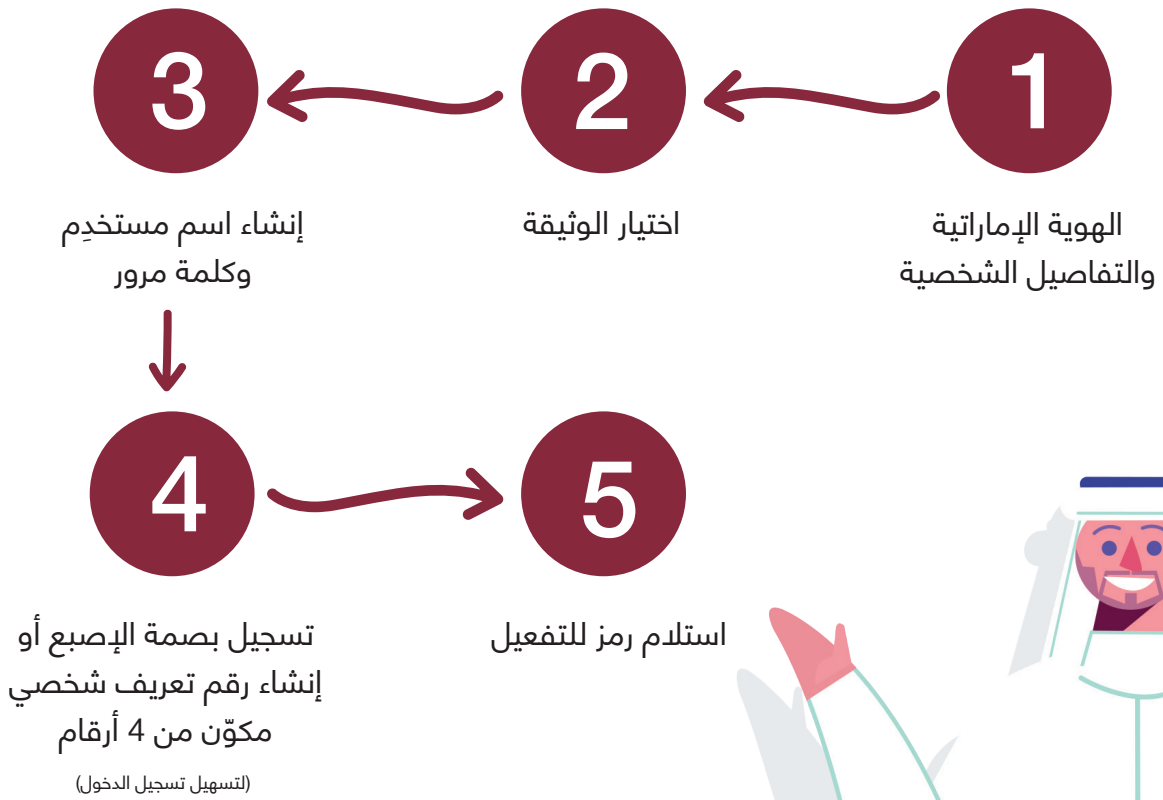 1
الهوية الإماراتية
والتفاصيل الشخصية
2
اختيار الوثيقة
3
إنشاء اسم مستخدِم
وكلمة مرور
4
تسجيل بصمة الإصبع أو
إنشاء رقم تعريف شخصي
مكوّن من 4 أرقام
(لتسهيل تسجيل الدخول)
5
استلام رمز للتفعيل